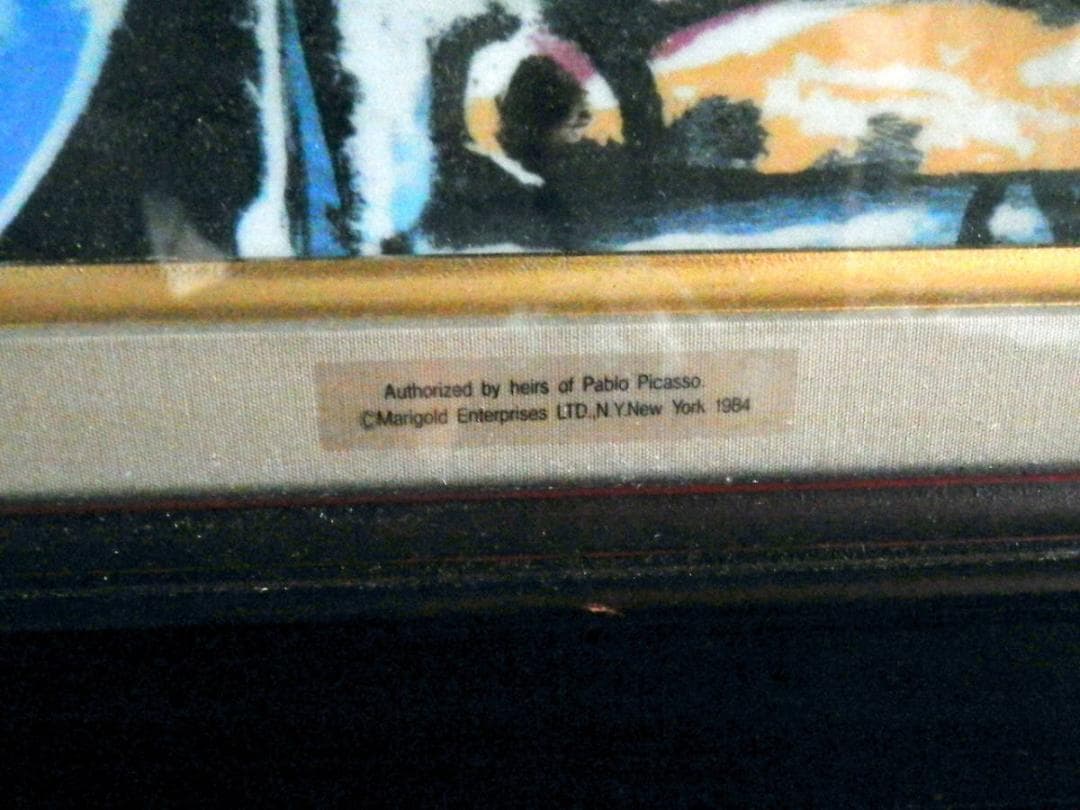 Authorized by heirs of Pablo Picasso.
©Marigold Enterprises LTD.,N.Y.New York 1984